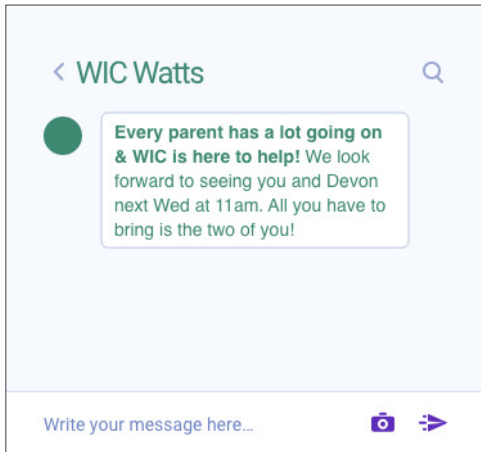 WIC Watts
Every parent has a lot going on
& WIC is here to help! We look
forward to seeing you and Devon
next Wed at 11am. All you have to
bring is the two of you!
Write your message here...